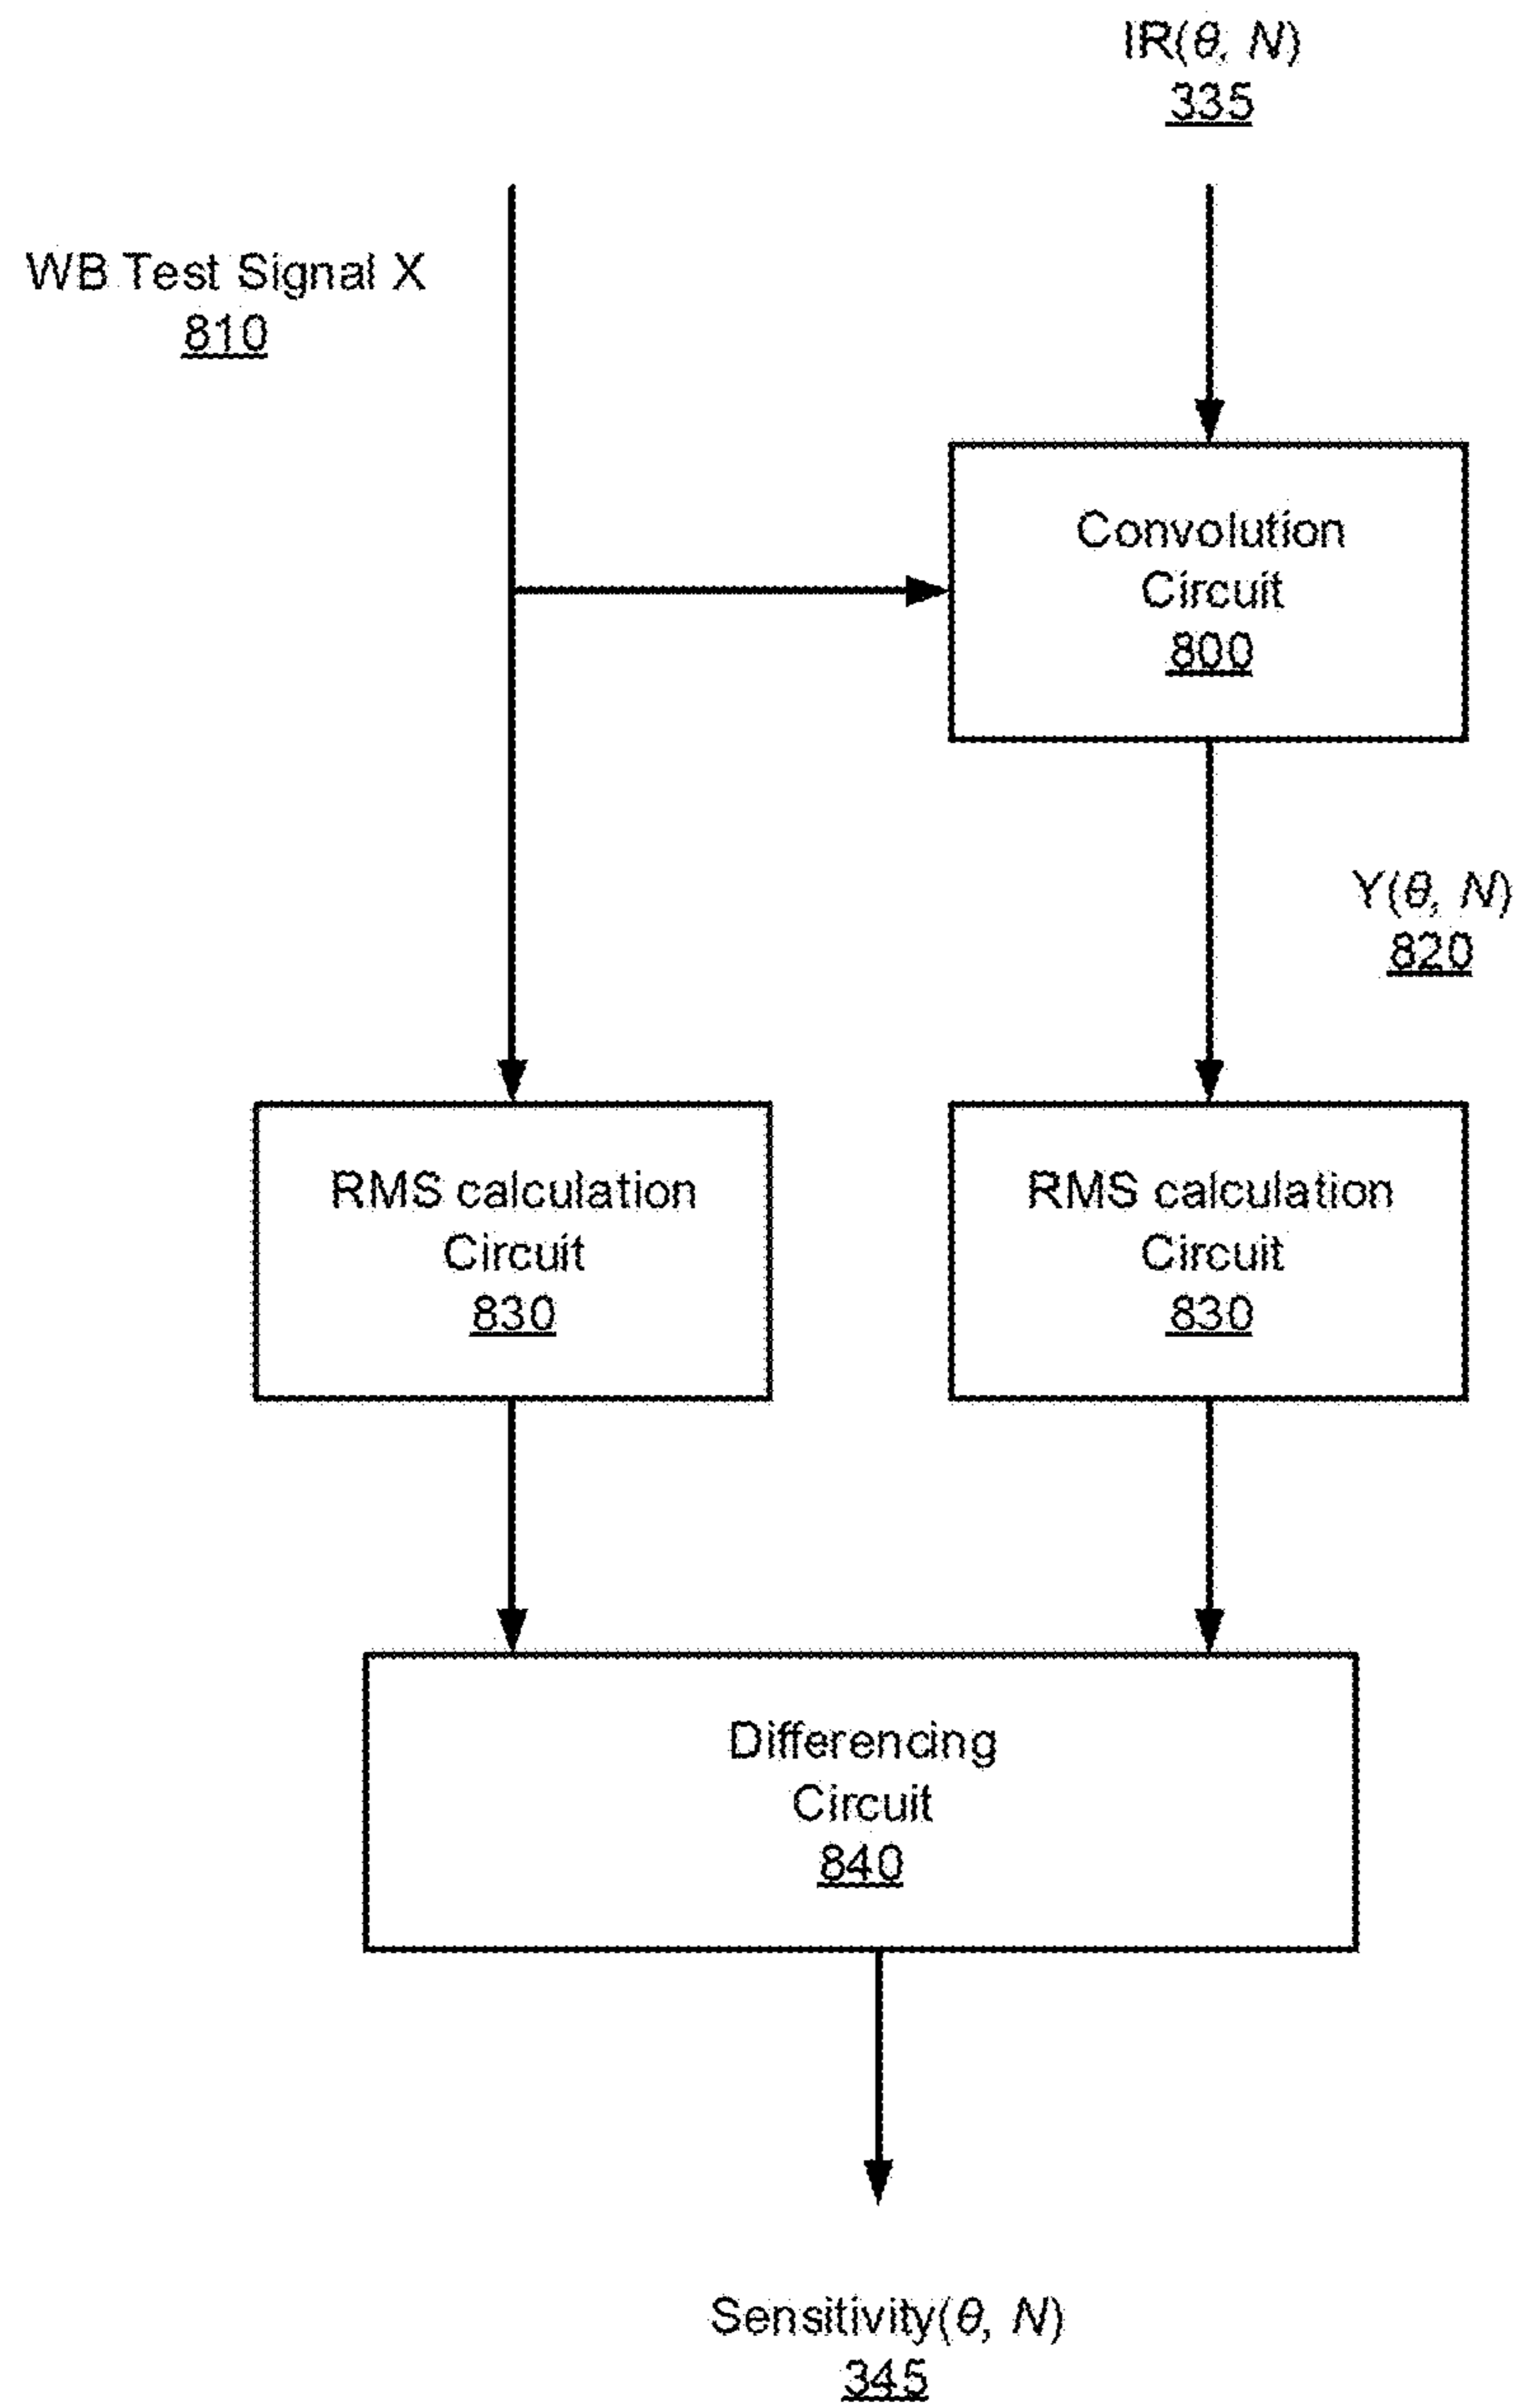 IR(θ, N)
335
WB Test Signal X
810
Convolution
Circuit
800
Y(θ, N)
820
RMS calculation
Circuit
830
RMS calculation
Circuit
830
Differencing
Circuit
840
Sensitivity(θ, N)
345